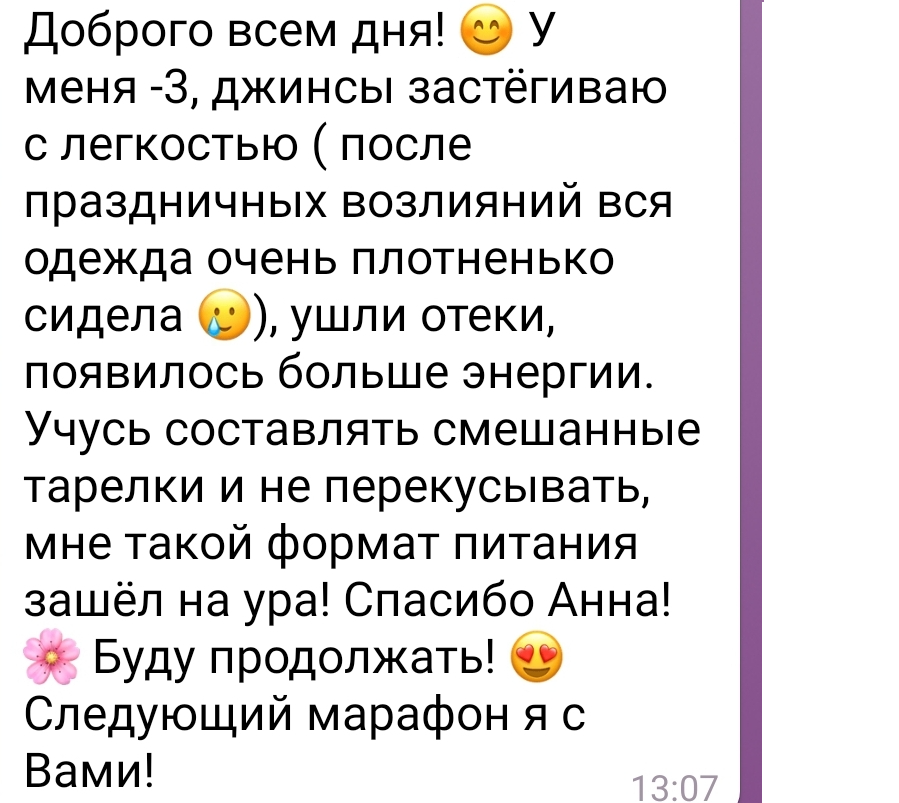 Доброго всем дня! 😊 У
меня -3, джинсы застёгиваю
с легкостью ( после
праздничных возлияний вся
одежда очень плотненько
сидела 🥲), ушли отеки,
появилось больше энергии.
Учусь составлять смешанные
тарелки и не перекусывать,
мне такой формат питания
зашёл на ура! Спасибо Анна!
🌸 Буду продолжать! 😍
Следующий марафон я с
Вами!
13:07